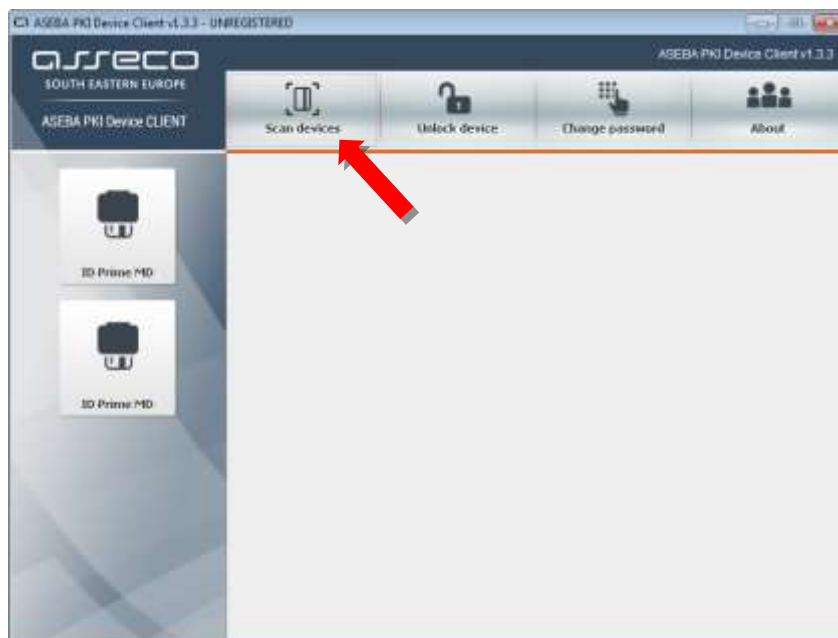 ASEBA PKI Device Client v1.3.3 - UNREGISTERED
asseco
SOUTH EASTERN EUROPE
ASEBA PKI Device CLIENT
ASEBA PKI Device Client v1.3.3
Scan devices
Unlock device
Change password
About
ID Prime MD
ID Prime MD